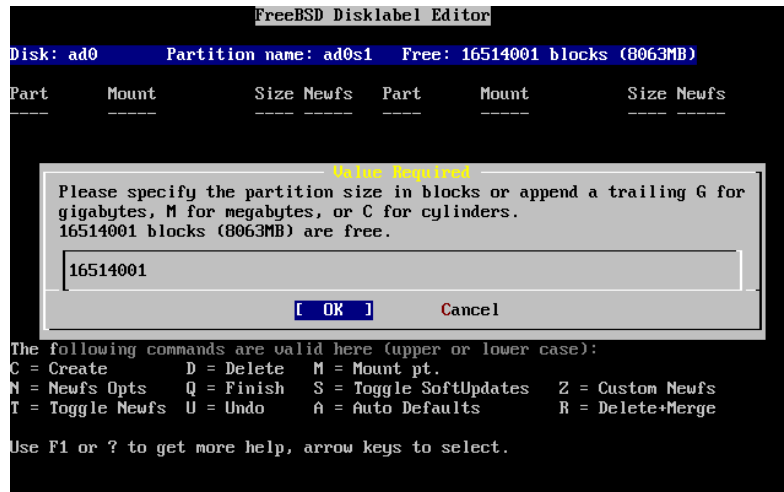 FreeBSD Disklabel Editor
Disk: ad0 Partition name: ad0s1 Free: 16514001 blocks (8063MB)
Part Mount Size Newfs Part Mount Size Newfs
---- ----- ---- ----- ---- ----- ---- -----
Value Required
Please specify the partition size in blocks or append a trailing G for
gigabytes, M for megabytes, or C for cylinders.
16514001 blocks (8063MB) are free.
16514001
[ OK ] Cancel
The following commands are valid here (upper or lower case):
C = Create D = Delete M = Mount pt.
N = Newfs Opts Q = Finish S = Toggle SoftUpdates Z = Custom Newfs
T = Toggle Newfs U = Undo A = Auto Defaults R = Delete+Merge
Use F1 or ? to get more help, arrow keys to select.